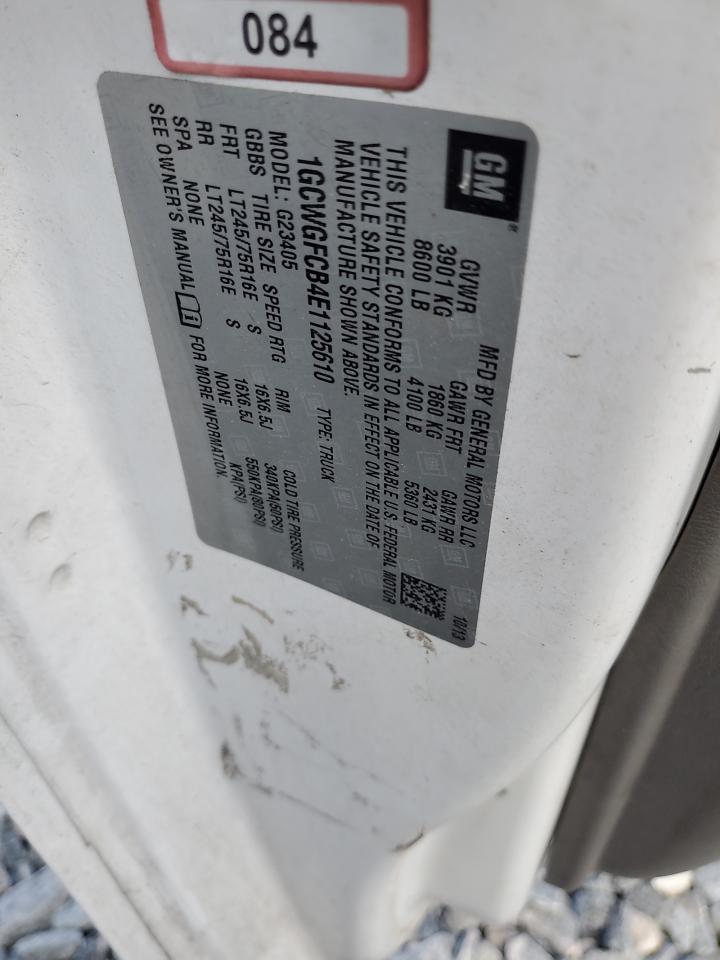 084
GM
®
MFD BY GENERAL MOTORS LLC
10/13
GVWR GAWR FRT GAWR RR
3901 KG 1860 KG 2431 KG
8600 LB 4100 LB 5360 LB
THIS VEHICLE CONFORMS TO ALL APPLICABLE U.S. FEDERAL MOTOR
VEHICLE SAFETY STANDARDS IN EFFECT ON THE DATE OF
MANUFACTURE SHOWN ABOVE.
1GCWGFCB4E1125610 TYPE: TRUCK
MODEL: G23405
GBBS TIRE SIZE SPEED RTG RIM COLD TIRE PRESSURE
FRT LT245/75R16E S 16X6.5J 340KPA(50PSI)
RR LT245/75R16E S 16X6.5J 550KPA(80PSI)
SPA NONE NONE KPA(PSI)
SEE OWNER'S MANUAL FOR MORE INFORMATION.